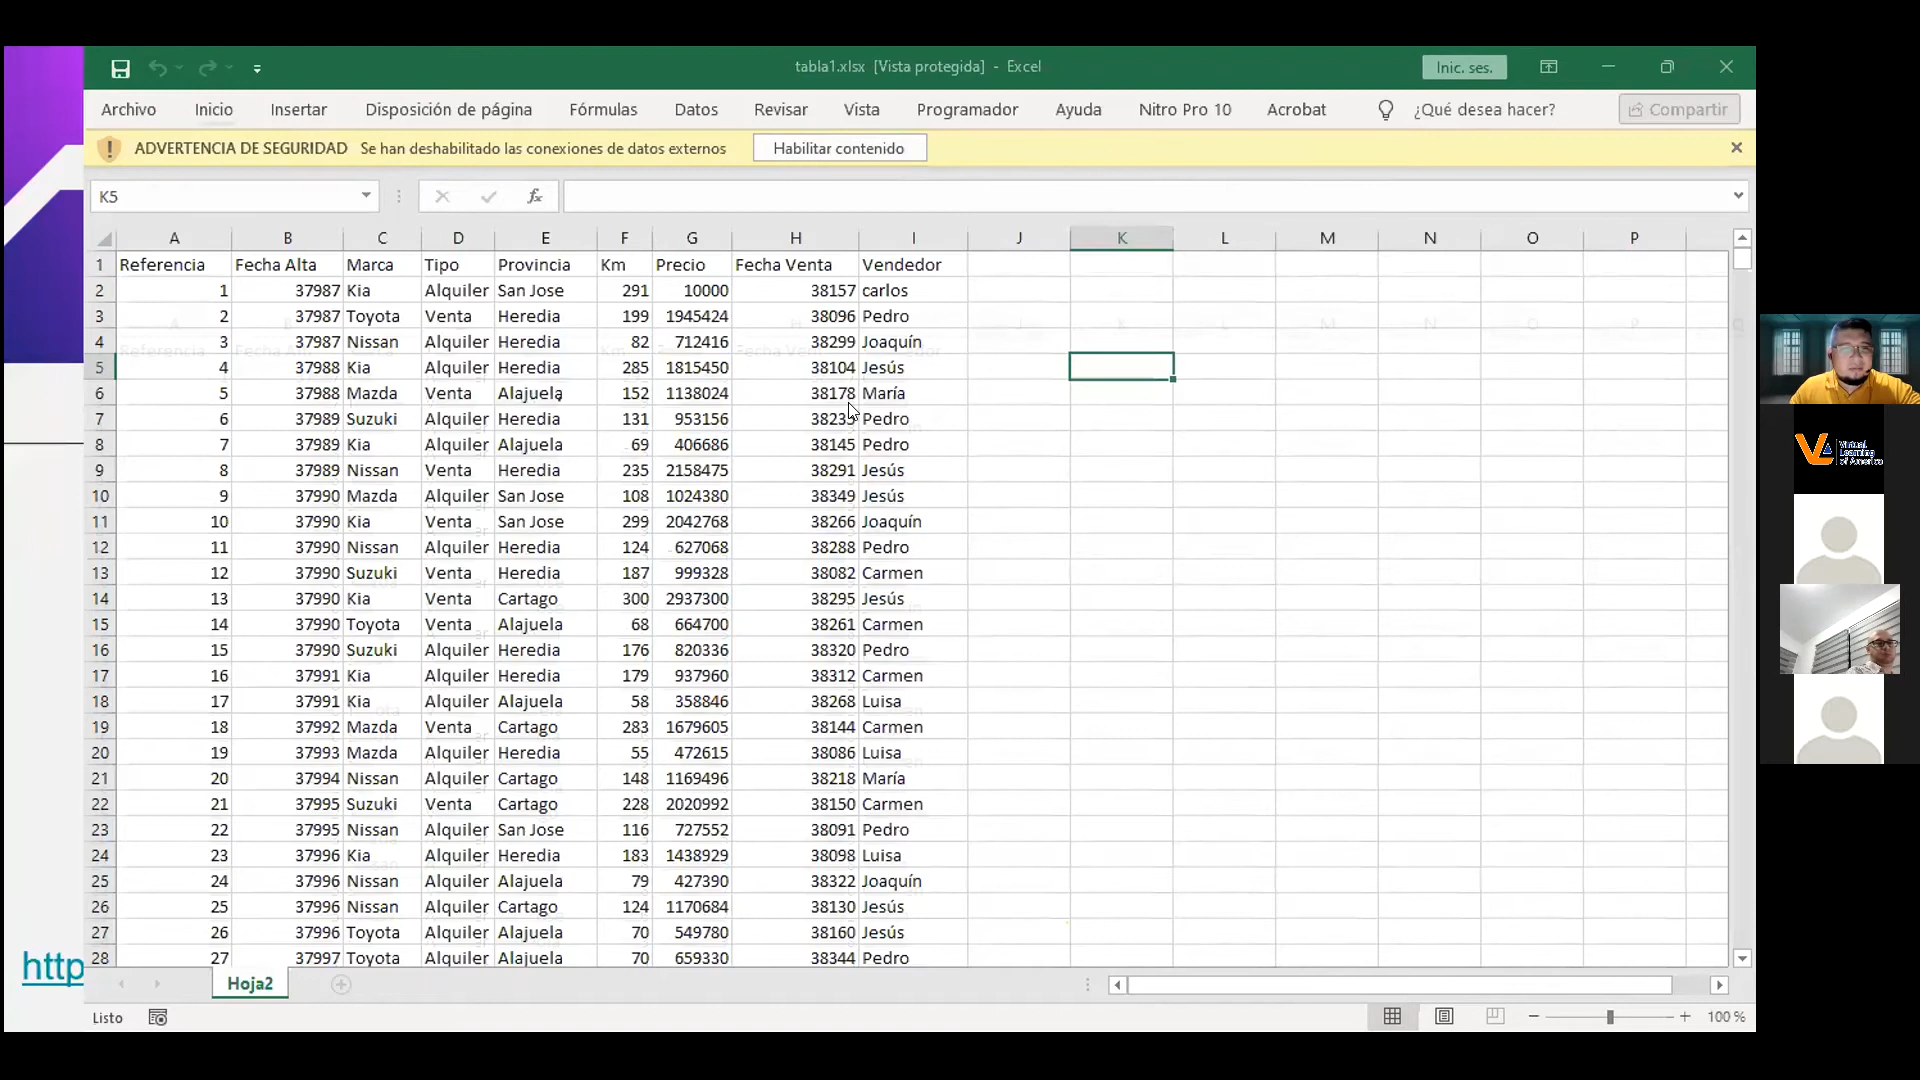 tabla1.xlsx [Vista protegida] - Excel
Inic. ses.
Archivo Inicio Insertar Disposición de página Fórmulas Datos Revisar Vista Programador Ayuda Nitro Pro 10 Acrobat ¿Qué desea hacer? Compartir
ADVERTENCIA DE SEGURIDAD Se han deshabilitado las conexiones de datos externos Habilitar contenido
K5 fx
A B C D E F G H I J K L M N O P
1 Referencia Fecha Alta Marca Tipo Provincia Km Precio Fecha Venta Vendedor
2 1 37987 Kia Alquiler San Jose 291 10000 38157 carlos
3 2 37987 Toyota Venta Heredia 199 1945424 38096 Pedro
4 3 37987 Nissan Alquiler Heredia 82 712416 38299 Joaquín
5 4 37988 Kia Alquiler Heredia 285 1815450 38104 Jesús
6 5 37988 Mazda Venta Alajuela 152 1138024 38178 María
7 6 37989 Suzuki Alquiler Heredia 131 953156 Pedro
8 7 37989 Kia Alquiler Alajuela 69 406686 38145 Pedro
9 8 37989 Nissan Venta Heredia 235 2158475 38291 Jesús
10 9 37990 Mazda Alquiler San Jose 108 1024380 38349 Jesús
11 10 37990 Kia Venta San Jose 299 2042768 38266 Joaquín
12 11 37990 Nissan Alquiler Heredia 124 627068 38288 Pedro
13 12 37990 Suzuki Venta Heredia 187 999328 38082 Carmen
14 13 37990 Kia Venta Cartago 300 2937300 38295 Jesús
15 14 37990 Toyota Venta Alajuela 68 664700 38261 Carmen
16 15 37990 Suzuki Alquiler Heredia 176 820336 38320 Pedro
17 16 37991 Kia Alquiler Heredia 179 937960 38312 Carmen
18 17 37991 Kia Alquiler Alajuela 58 358846 38268 Luisa
19 18 37992 Mazda Venta Cartago 283 1679605 38144 Carmen
20 19 37993 Mazda Alquiler Heredia 55 472615 38086 Luisa
21 20 37994 Nissan Alquiler Cartago 148 1169496 38218 María
22 21 37995 Suzuki Venta Cartago 228 2020992 38150 Carmen
23 22 37995 Nissan Alquiler San Jose 116 727552 38091 Pedro
24 23 37996 Kia Alquiler Heredia 183 1438929 38098 Luisa
25 24 37996 Nissan Alquiler Alajuela 79 427390 38322 Joaquín
26 25 37996 Nissan Alquiler Cartago 124 1170684 38130 Jesús
27 26 37996 Toyota Alquiler Alajuela 70 549780 38160 Jesús
28 27 37997 Toyota Alquiler Alajuela 70 659330 38344 Pedro
http
Hoja2
Listo
100 %
Virtual
Learning
of America